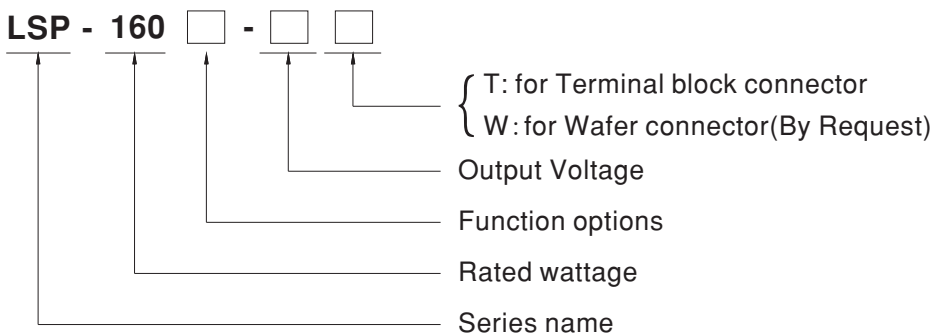 LSP - 160 □ - □ □
T: for Terminal block connector
W: for Wafer connector(By Request)
Output Voltage
Function options
Rated wattage
Series name